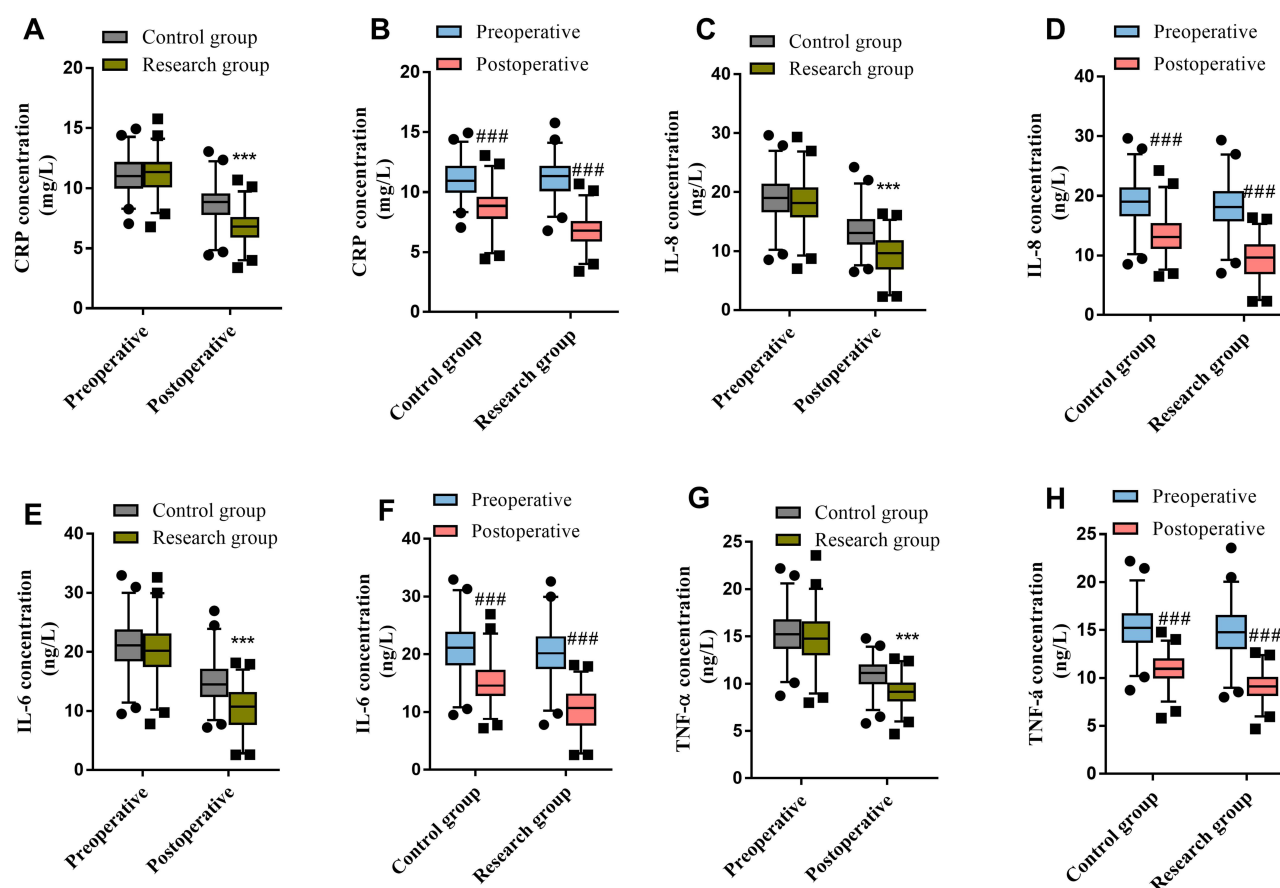 A
Control group
Research group
CRP concentration
(mg/L)
20
15
10
5
0
***
Preoperative
Postoperative
B
Preoperative
Postoperative
CRP concentration
(mg/L)
20
15
10
5
0
###
###
Control group
Research group
C
Control group
Research group
IL-8 concentration
(ng/L)
40
30
20
10
0
***
Preoperative
Postoperative
D
Preoperative
Postoperative
IL-8 concentration
(ng/L)
40
30
20
10
0
###
###
Control group
Research group
E
Control group
Research group
IL-6 concentration
(ng/L)
40
30
20
10
0
***
Preoperative
Postoperative
F
Preoperative
Postoperative
IL-6 concentration
(ng/L)
40
30
20
10
0
###
###
Control group
Research group
G
Control group
Research group
TNF-α concentration
(ng/L)
25
20
15
10
5
0
***
Preoperative
Postoperative
H
Preoperative
Postoperative
TNF-á concentration
(ng/L)
25
20
15
10
5
0
###
###
Control group
Research group